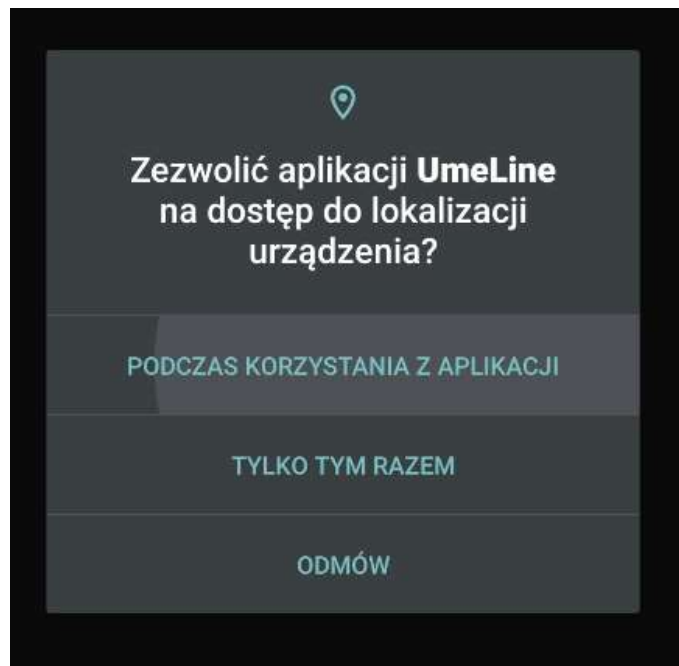 Zezwolić aplikacji UmeLine
na dostęp do lokalizacji
urządzenia?
PODCZAS KORZYSTANIA Z APLIKACJI
TYLKO TYM RAZEM
ODMÓW